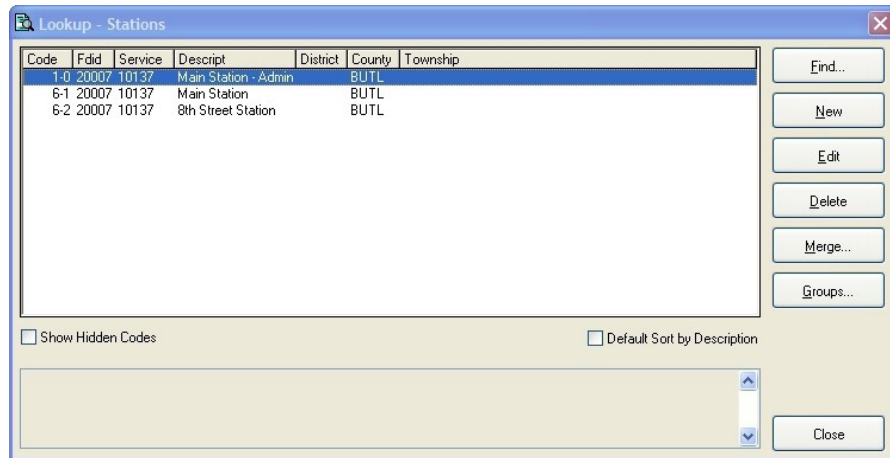 Lookup - Stations
Code Fdid Service Descript District County Township
1-0 20007 10137 Main Station - Admin BUTL
6-1 20007 10137 Main Station BUTL
6-2 20007 10137 8th Street Station BUTL
Find...
New
Edit
Delete
Merge...
Groups...
Show Hidden Codes Default Sort by Description
Close